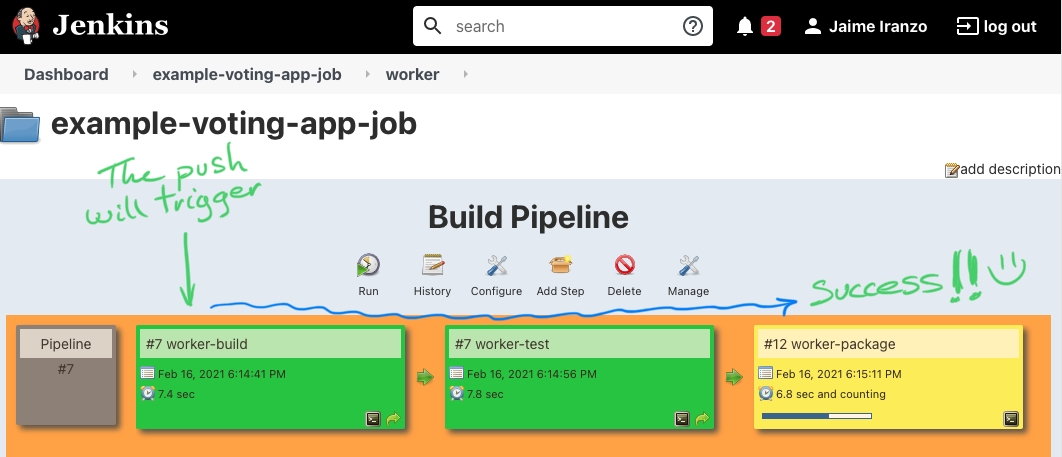 Jenkins
search
2
Jaime Iranzo
log out
Dashboard
example-voting-app-job
worker
example-voting-app-job
The push
will trigger
add description
Build Pipeline
Run
History
Configure
Add Step
Delete
Manage
success!!
Pipeline
#7
#7 worker-build
Feb 16, 2021 6:14:41 PM
7.4 sec
#7 worker-test
Feb 16, 2021 6:14:56 PM
7.8 sec
#12 worker-package
Feb 16, 2021 6:15:11 PM
6.8 sec and counting